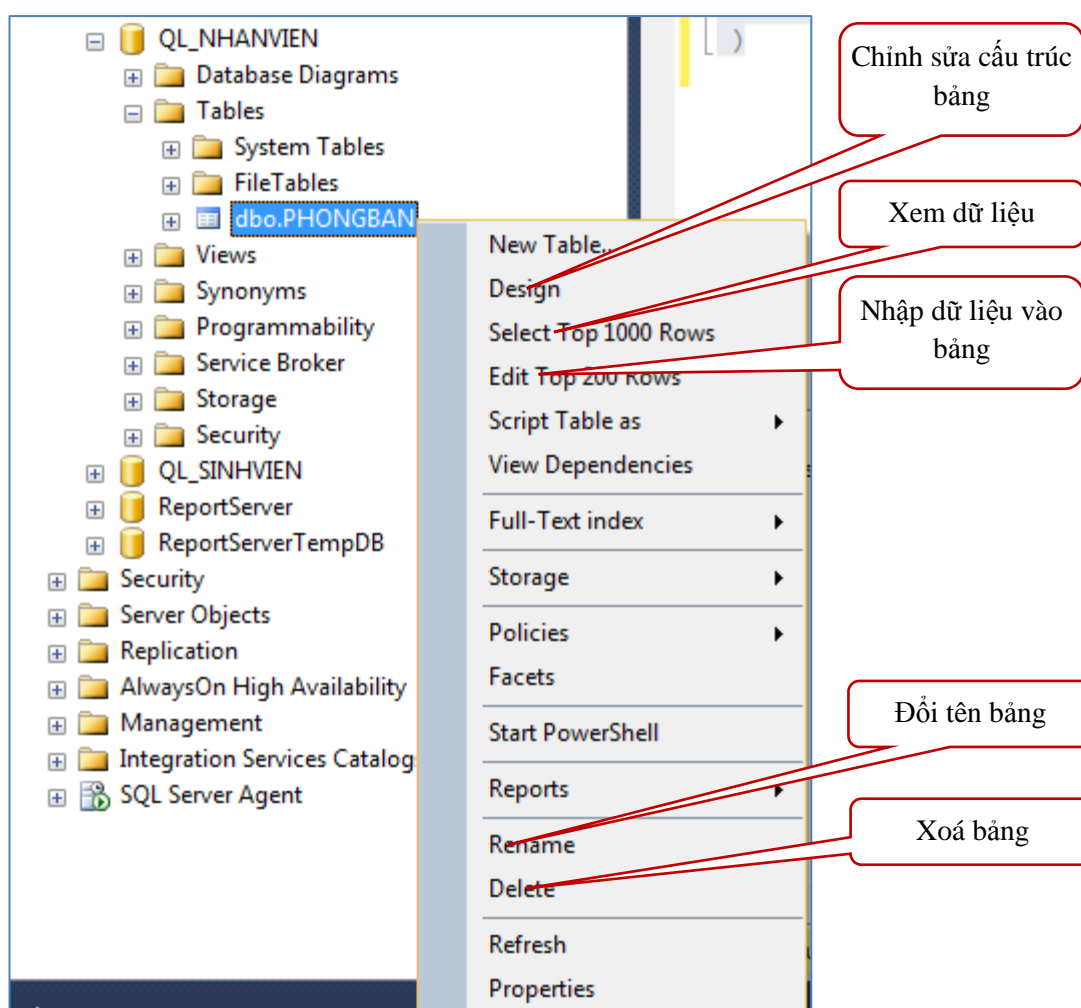 QL_NHANVIEN
Database Diagrams
Tables
System Tables
FileTables
dbo.PHONGBAN
Views
Synonyms
Programmability
Service Broker
Storage
Security
QL_SINHVIEN
ReportServer
ReportServerTempDB
Security
Server Objects
Replication
AlwaysOn High Availability
Management
Integration Services Catalog
SQL Server Agent
)
New Table..
Design
Select Top 1000 Rows
Edit Top 200 Rows
Script Table as
View Dependencies
Full-Text index
Storage
Policies
Facets
Start PowerShell
Reports
Rename
Delete
Refresh
Properties
Chỉnh sửa cấu trúc
bảng
Xem dữ liệu
Nhập dữ liệu vào
bảng
Đổi tên bảng
Xoá bảng